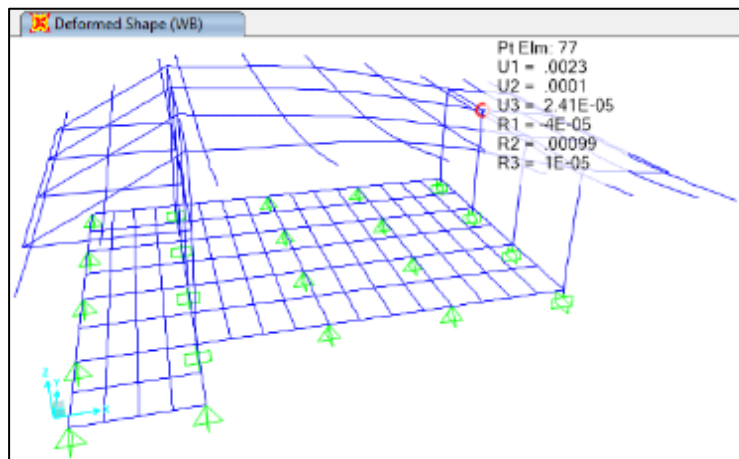 Deformed Shape (WB)
Pt Elm: 77
U1 = .0023
U2 = .0001
U3 = 2.41E-05
R1 = -4E-05
R2 = .00099
R3 = 1E-05
Z
Y
X